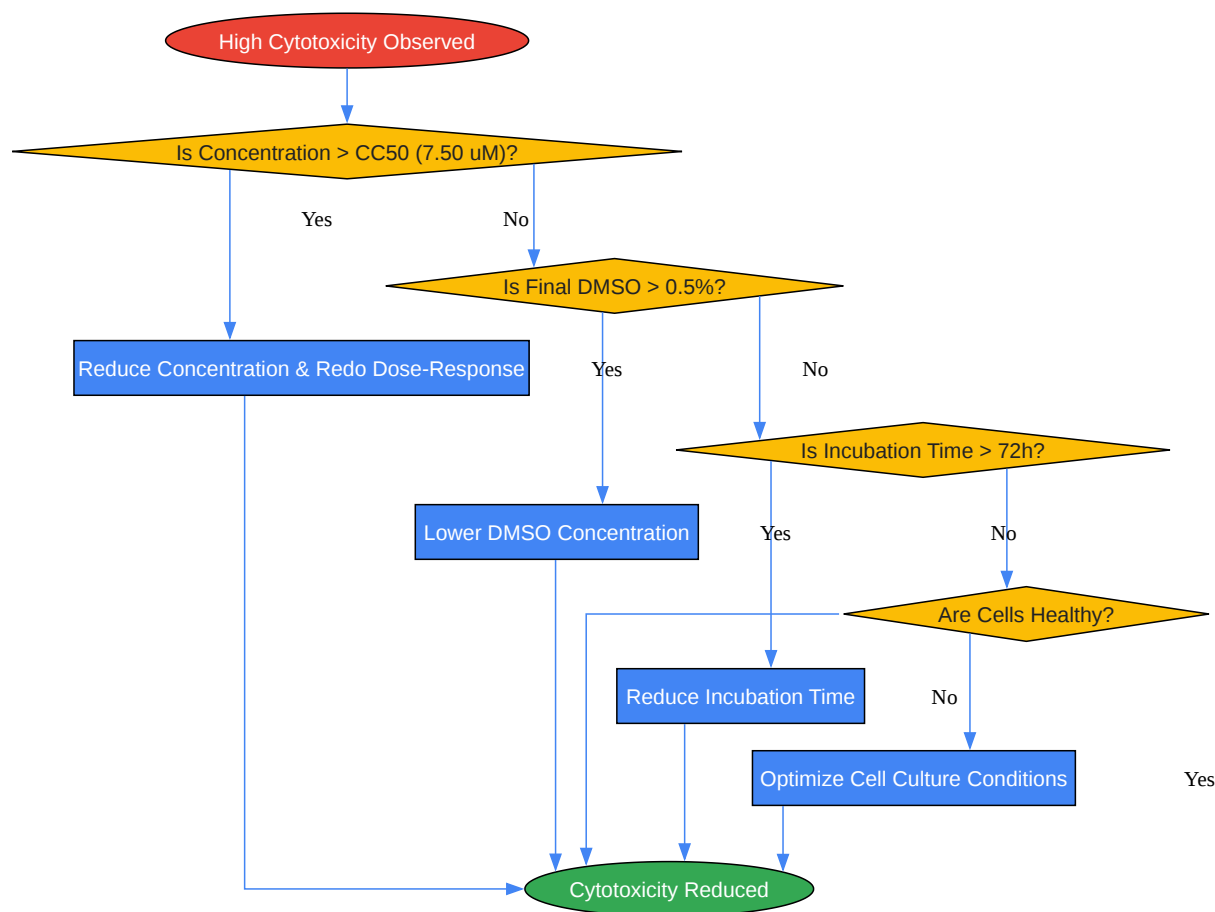 High Cytotoxicity Observed
Is Concentration > CC50 (7.50 uM)?
Yes
No
Is Final DMSO > 0.5%?
Reduce Concentration & Redo Dose-Response
Yes
No
Is Incubation Time > 72h?
Lower DMSO Concentration
Yes
No
Are Cells Healthy?
Reduce Incubation Time
No
Optimize Cell Culture Conditions
Yes
Cytotoxicity Reduced